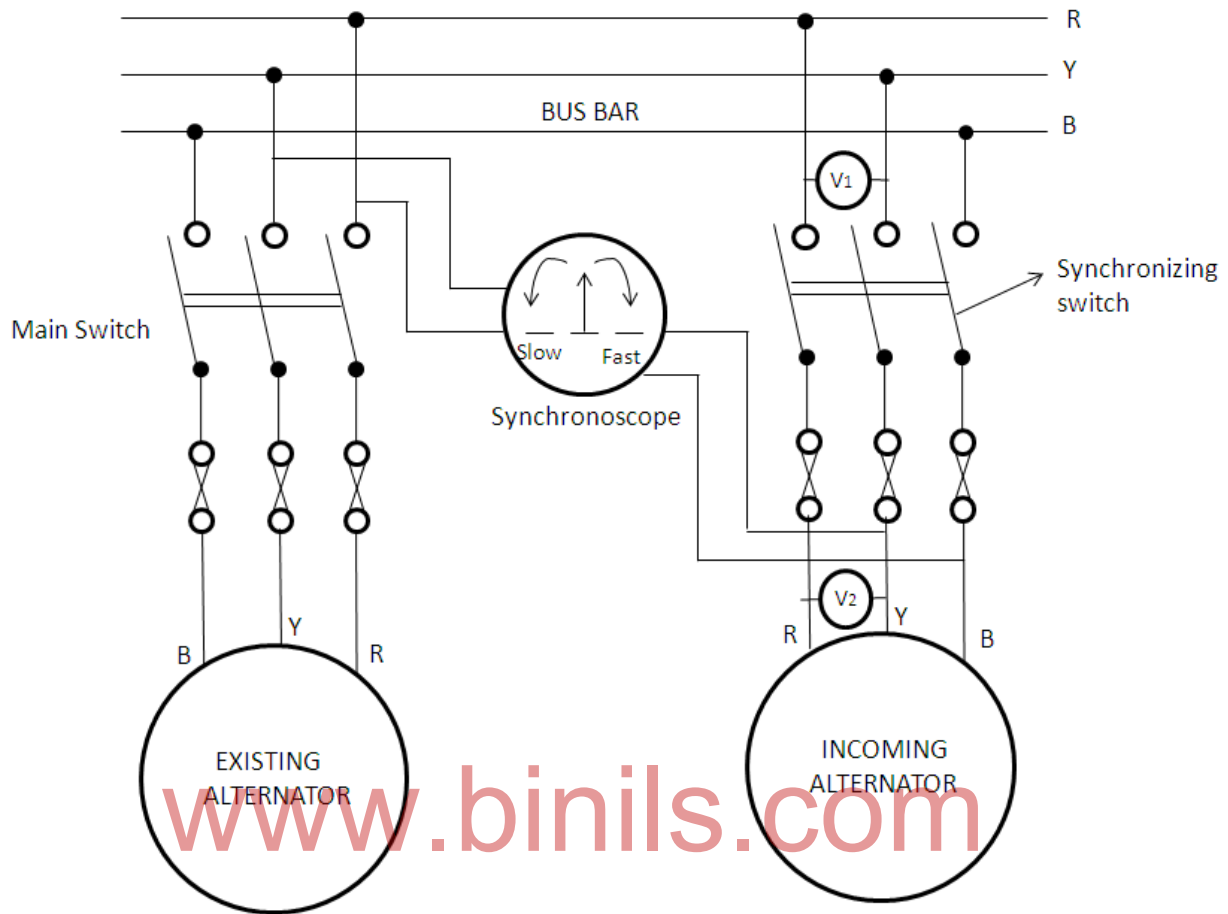 R
Y
BUS BAR
B
V1
Synchronizing
switch
Main Switch
Slow Fast
Synchronoscope
V2
B Y R
R Y B
EXISTING
ALTERNATOR
INCOMING
ALTERNATOR
www.binils.com